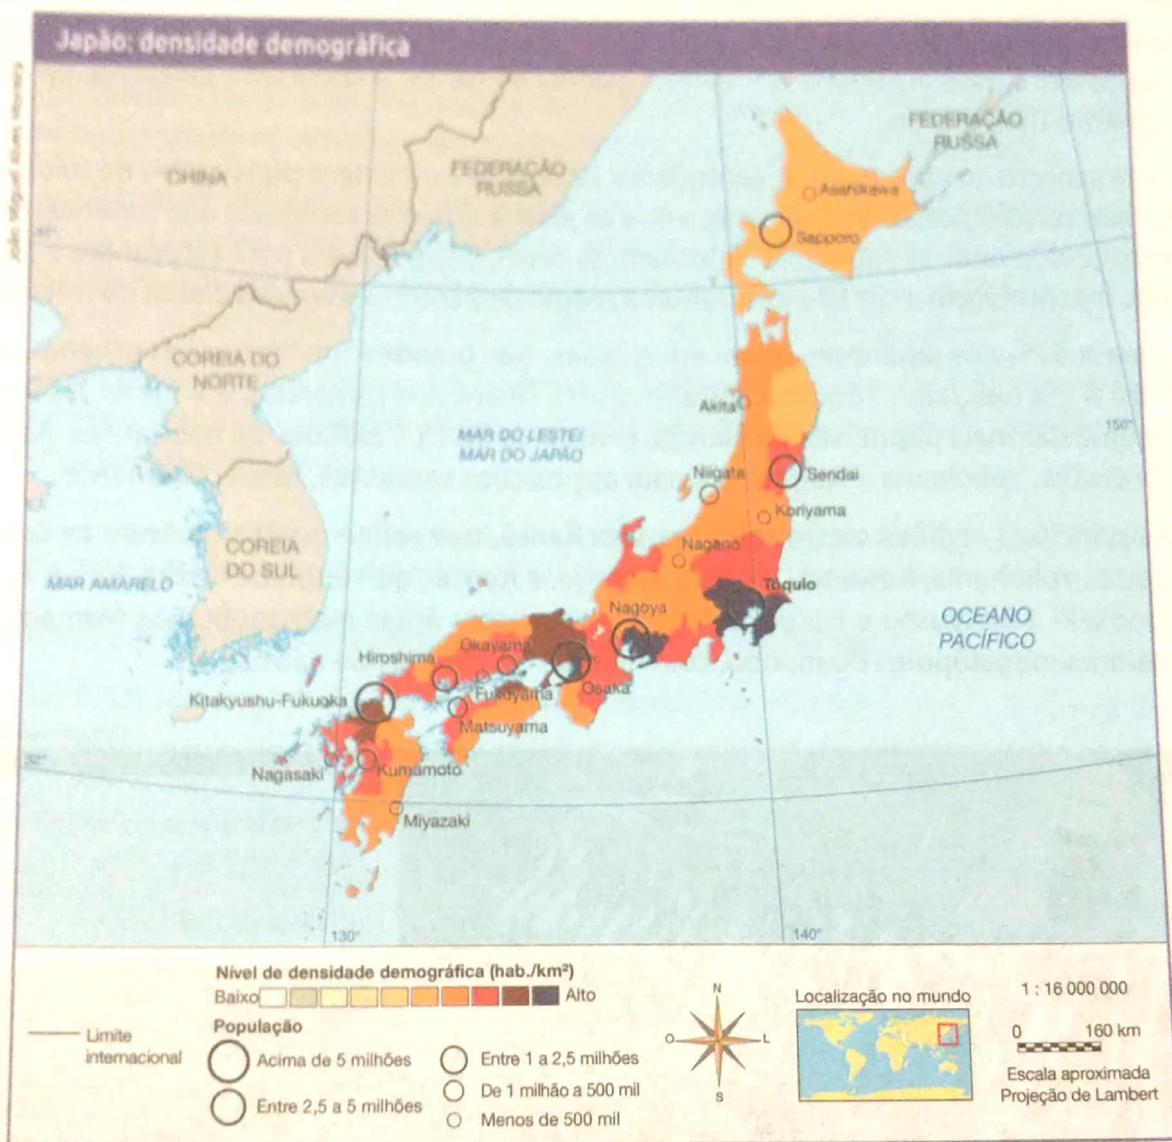 Japão: densidade demográfica
CHINA
FEDERAÇÃO
RUSSA
FEDERAÇÃO
RUSSA
Asahikawa
Sapporo
COREIA DO
NORTE
MAR DO LESTE/
MAR DO JAPÃO
Akita
150°
Niigata
Sendai
Koriyama
COREIA
DO SUL
Nagano
MAR AMARELO
Tóquio
Nagoya
OCEANO
PACÍFICO
Okayama
Hiroshima
Kitakyushu-Fukuoka
Fukuyama
Osaka
Matsuyama
Nagasaki
Kumamoto
Miyazaki
130°
140°
Nível de densidade demográfica (hab./km²)
Baixo
Alto
População
Limite
internacional
Acima de 5 milhões
Entre 2,5 a 5 milhões
Entre 1 a 2,5 milhões
De 1 milhão a 500 mil
Menos de 500 mil
N
O
L
S
Localização no mundo
1 : 16 000 000
0 160 km
Escala aproximada
Projeção de Lambert